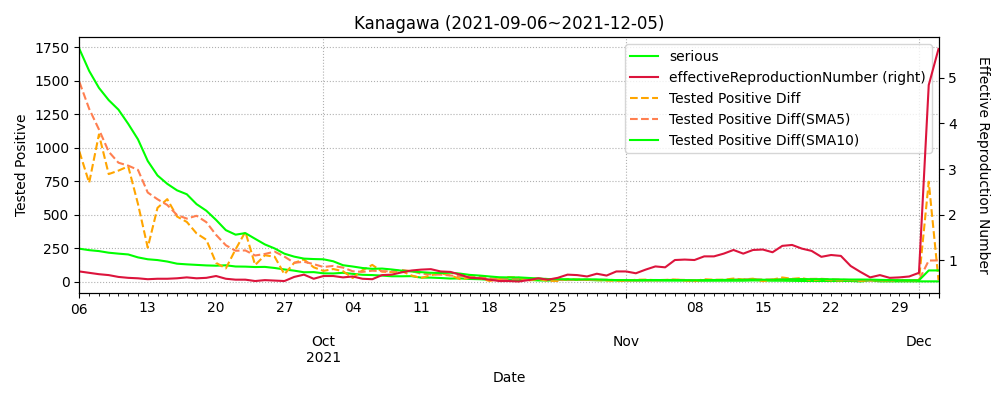 Kanagawa (2021-09-06~2021-12-05)
serious
effectiveReproductionNumber (right)
Tested Positive Diff
Tested Positive Diff(SMA5)
Tested Positive Diff(SMA10)
Tested Positive
1750
1500
1250
1000
750
500
250
0
Effective Reproduction Number
5
4
3
2
1
06 13 20 27 04 11 18 25 08 15 22 29
Oct Nov Dec
2021
Date